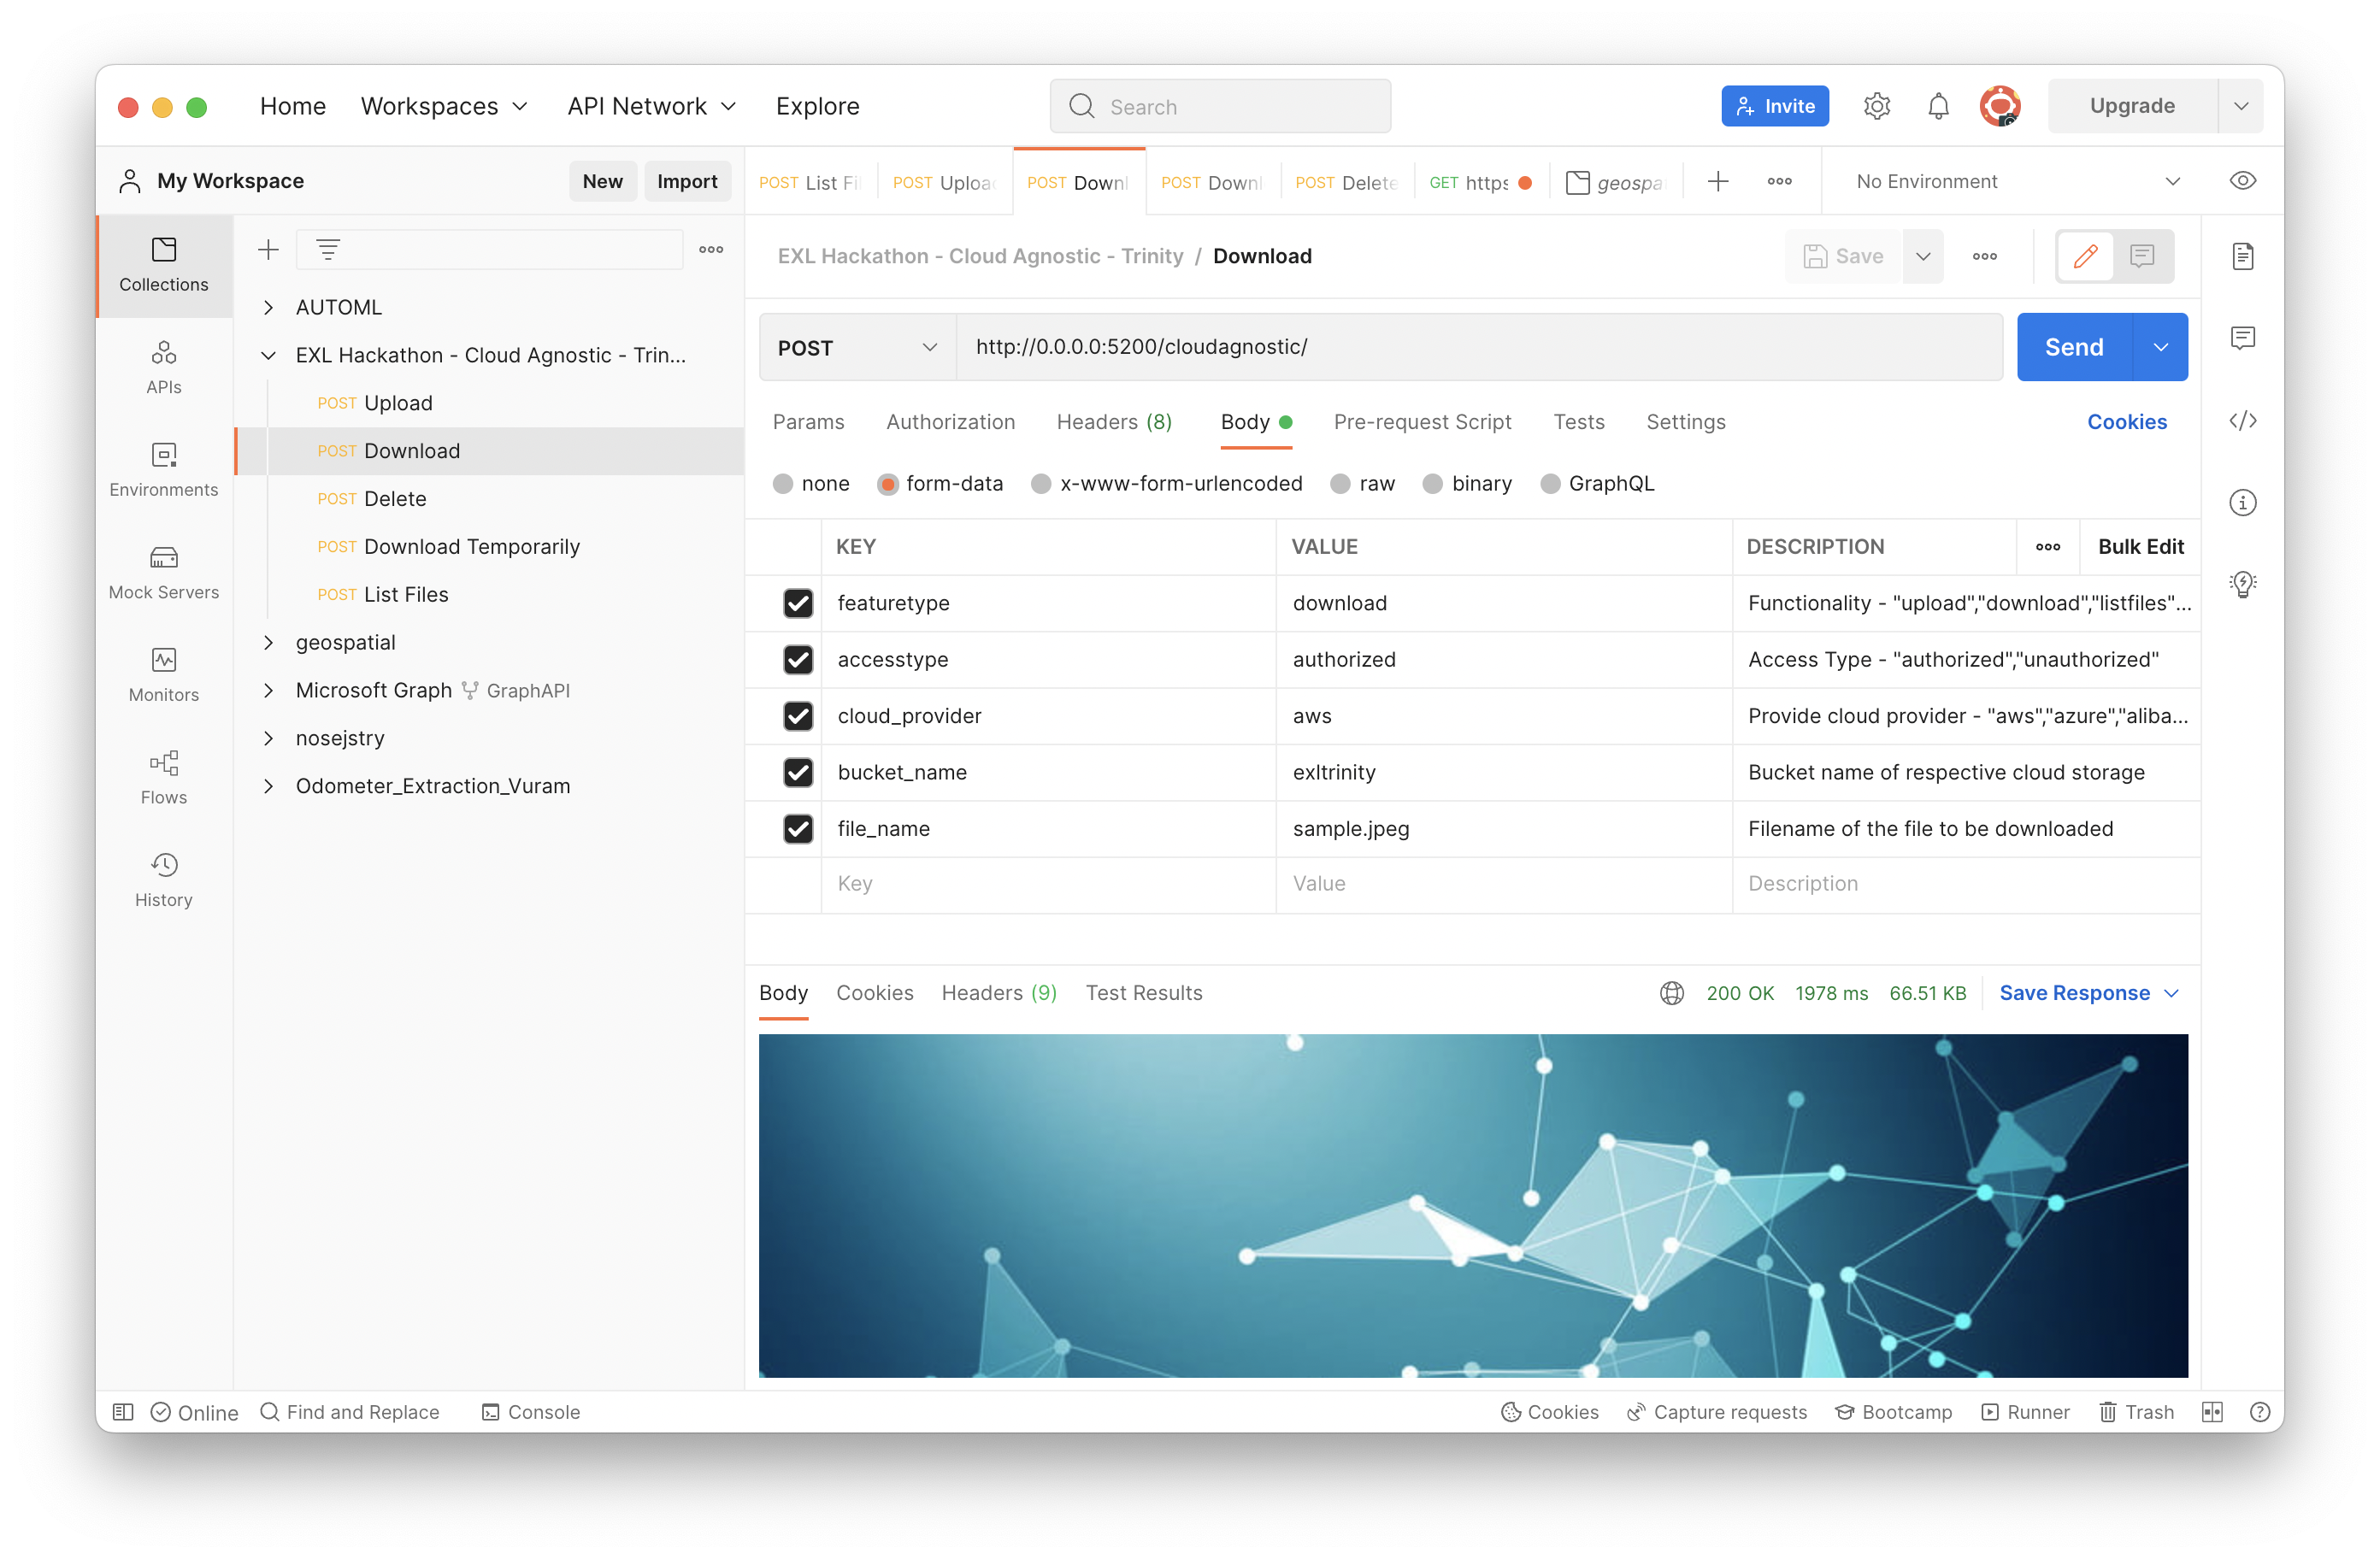 Home Workspaces API Network Explore Search Invite Upgrade
My Workspace New Import
POST List Fi POST Uploa POST Down POST Down POST Delete GET https geospa No Environment
Collections
APIs
Environments
Mock Servers
Monitors
Flows
History
AUTOML
EXL Hackathon - Cloud Agnostic - Trin...
POST Upload
POST Download
POST Delete
POST Download Temporarily
POST List Files
geospatial
Microsoft Graph GraphAPI
nosejstry
Odometer_Extraction_Vuram
EXL Hackathon - Cloud Agnostic - Trinity / Download Save
POST http://0.0.0.0:5200/cloudagnostic/ Send
Params Authorization Headers (8) Body Pre-request Script Tests Settings Cookies
none form-data x-www-form-urlencoded raw binary GraphQL
KEY VALUE DESCRIPTION Bulk Edit
featuretype download Functionality - "upload","download","listfiles"...
accesstype authorized Access Type - "authorized","unauthorized"
cloud_provider aws Provide cloud provider - "aws","azure","aliba...
bucket_name exltrinity Bucket name of respective cloud storage
file_name sample.jpeg Filename of the file to be downloaded
Key Value Description
Body Cookies Headers (9) Test Results 200 OK 1978 ms 66.51 KB Save Response
Online Find and Replace Console Cookies Capture requests Bootcamp Runner Trash